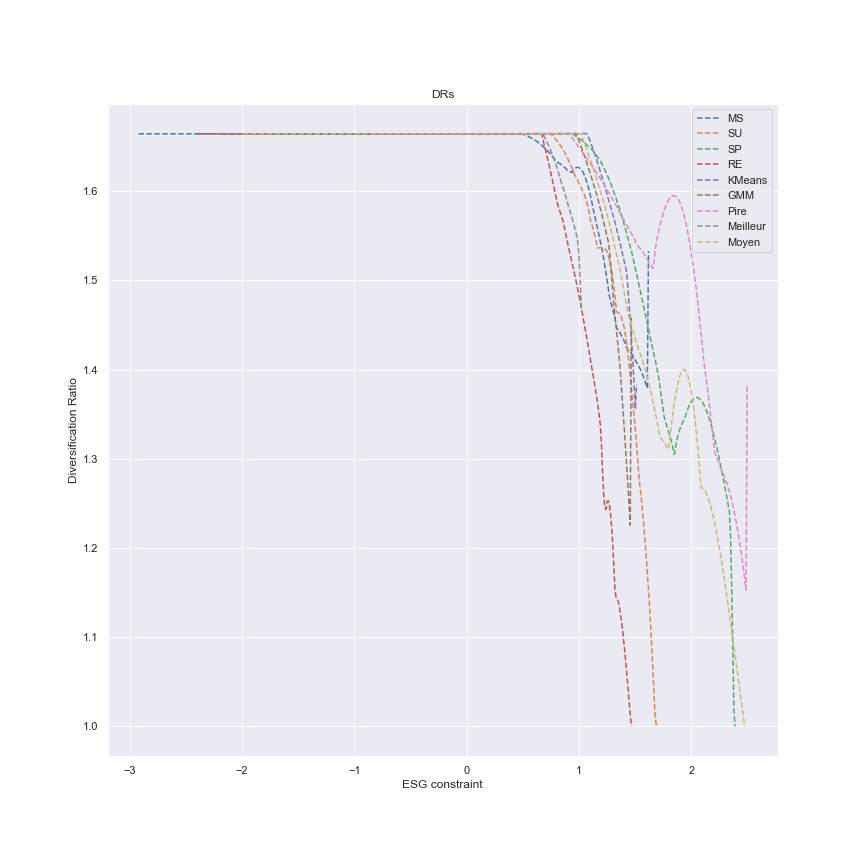 DRs
MS
SU
SP
RE
KMeans
GMM
Pire
Meilleur
Moyen
1.6
1.5
1.4
1.3
1.2
1.1
1.0
Diversification Ratio
−3 −2 −1 0 1 2
ESG constraint